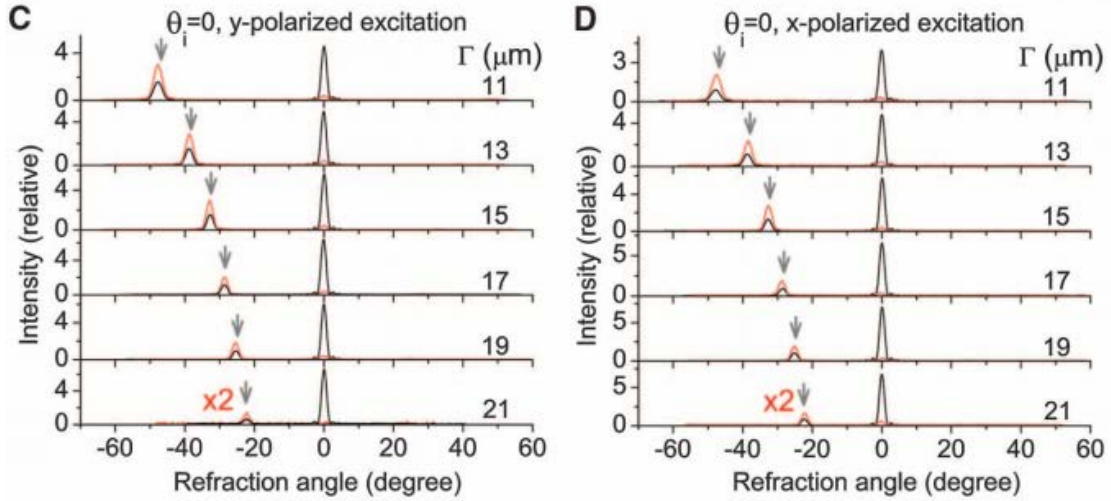 C
θi=0, y-polarized excitation
Γ (μm)
4
0
11
4
0
13
4
0
15
4
0
17
4
0
19
4
0
x2
21
-60 -40 -20 0 20 40 60
Refraction angle (degree)
Intensity (relative)
D
θi=0, x-polarized excitation
Γ (μm)
3
0
11
4
0
13
4
0
15
5
0
17
5
0
19
5
0
x2
21
-60 -40 -20 0 20 40 60
Refraction angle (degree)
Intensity (relative)